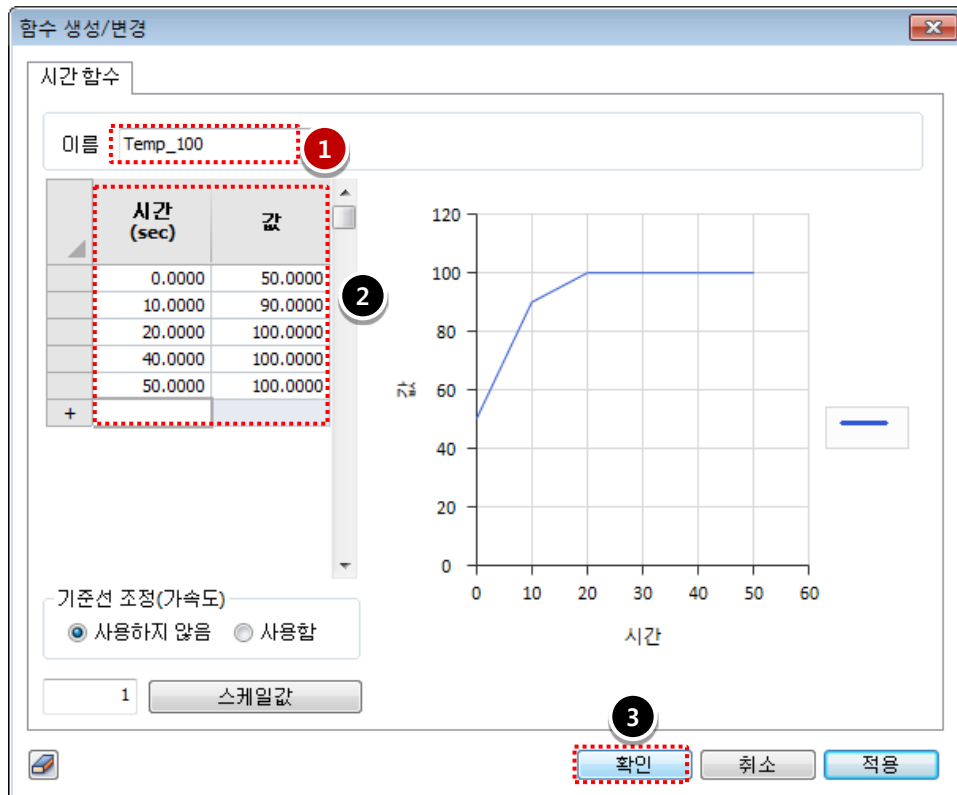 함수 생성/변경
시간 함수
이름 Temp_100
1
시간
(sec)
값
0.0000 50.0000
10.0000 90.0000
20.0000 100.0000
40.0000 100.0000
50.0000 100.0000
+
2
120
100
80
60
40
20
0
값
0 10 20 30 40 50 60
시간
기준선 조정(가속도)
사용하지 않음 사용함
1 스케일값
3
확인 취소 적용